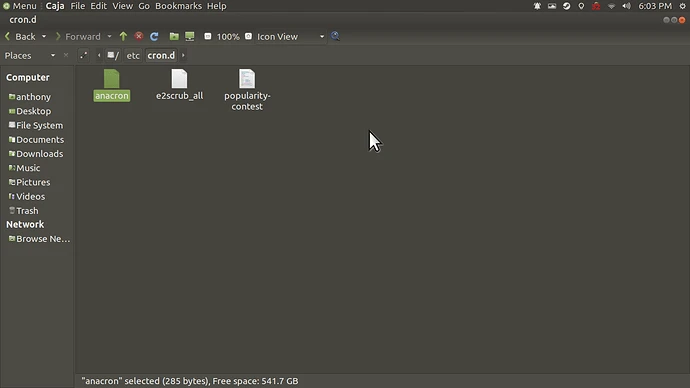 Menu Caja File Edit View Go Bookmarks Help 6:03 PM
cron.d
Back Forward 100% Icon View
Places / etc cron.d
Computer
anthony
Desktop
File System
Documents
Downloads
Music
Pictures
Videos
Trash
Network
Browse Ne...
anacron
e2scrub_all
popularity-
contest
"anacron" selected (285 bytes), Free space: 541.7 GB